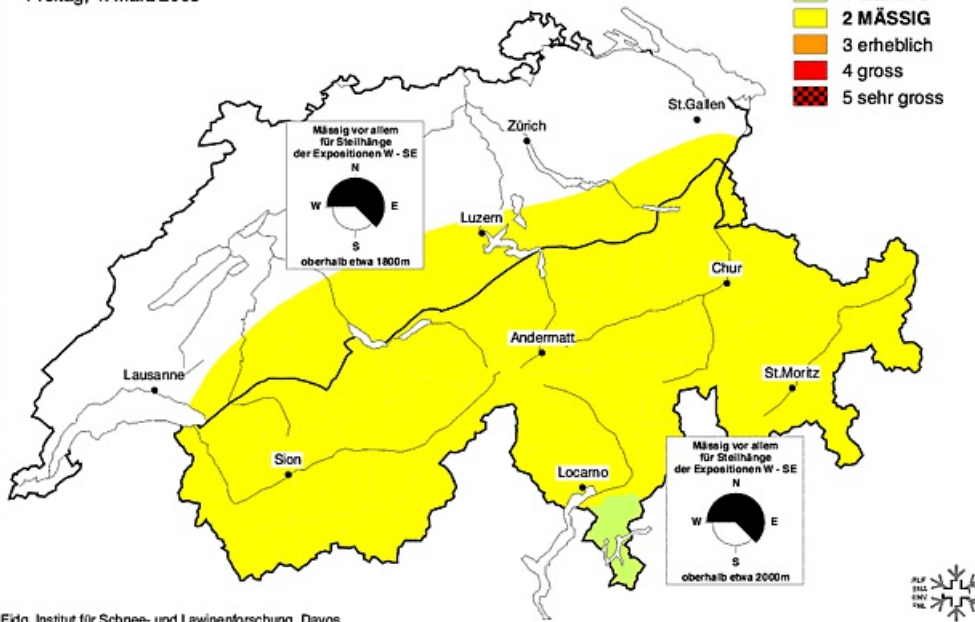 2 MÄSSIG
3 erheblich
4 gross
5 sehr gross
St.Gallen
Zürich
Mässig vor allem
für Steilhänge
der Expositionen W - SE
N
W E
S
oberhalb etwa 1800m
Luzern
Chur
Andermatt
Lausanne
St.Moritz
Sion
Locarno
Mässig vor allem
für Steilhänge
der Expositionen W - SE
N
W E
S
oberhalb etwa 2000m
Eidg. Institut für Schnee- und Lawinenforschung, Davos